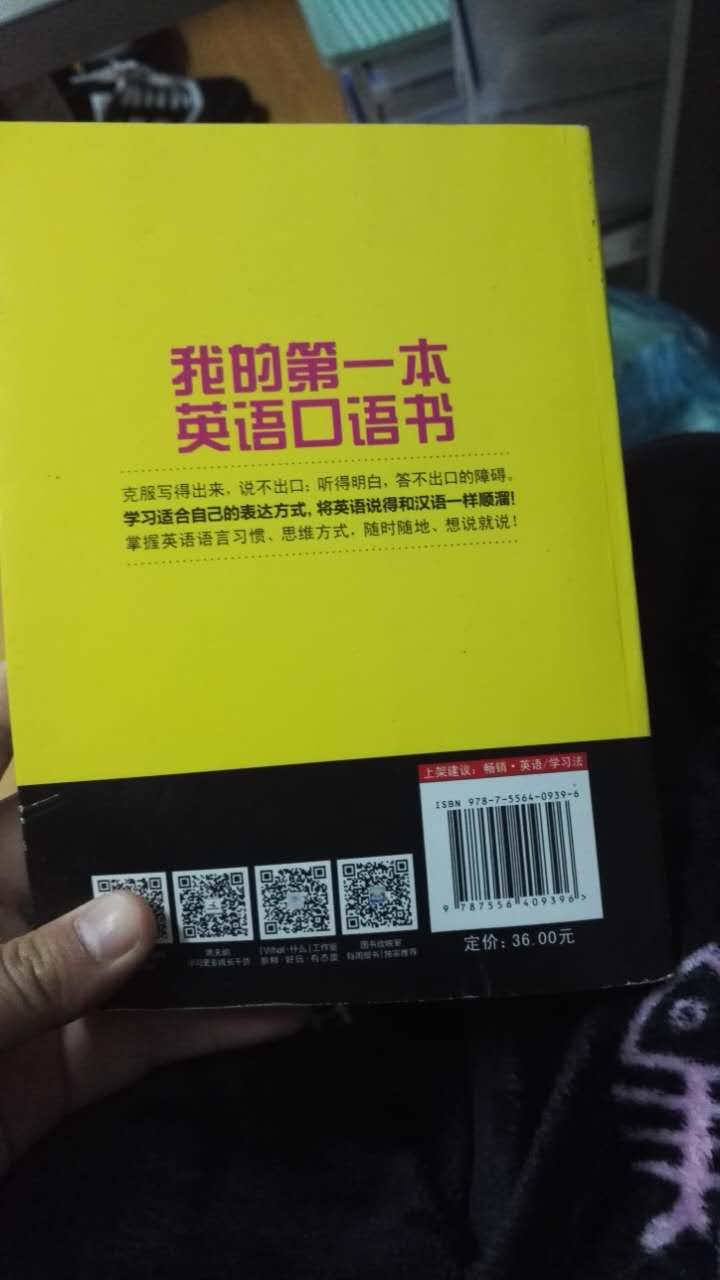 我的第一本
英语口语书
克服写得出来，说不出口；听得明白，答不出口的障碍。
学习适合自己的表达方式，将英语说得和汉语一样顺溜！
掌握英语语言习惯、思维方式，随时随地、想说就说！
上架建议：畅销·英语/学习法
ISBN 978-7-5564-0939-6
9 787556 409396 >
定价：36.00元